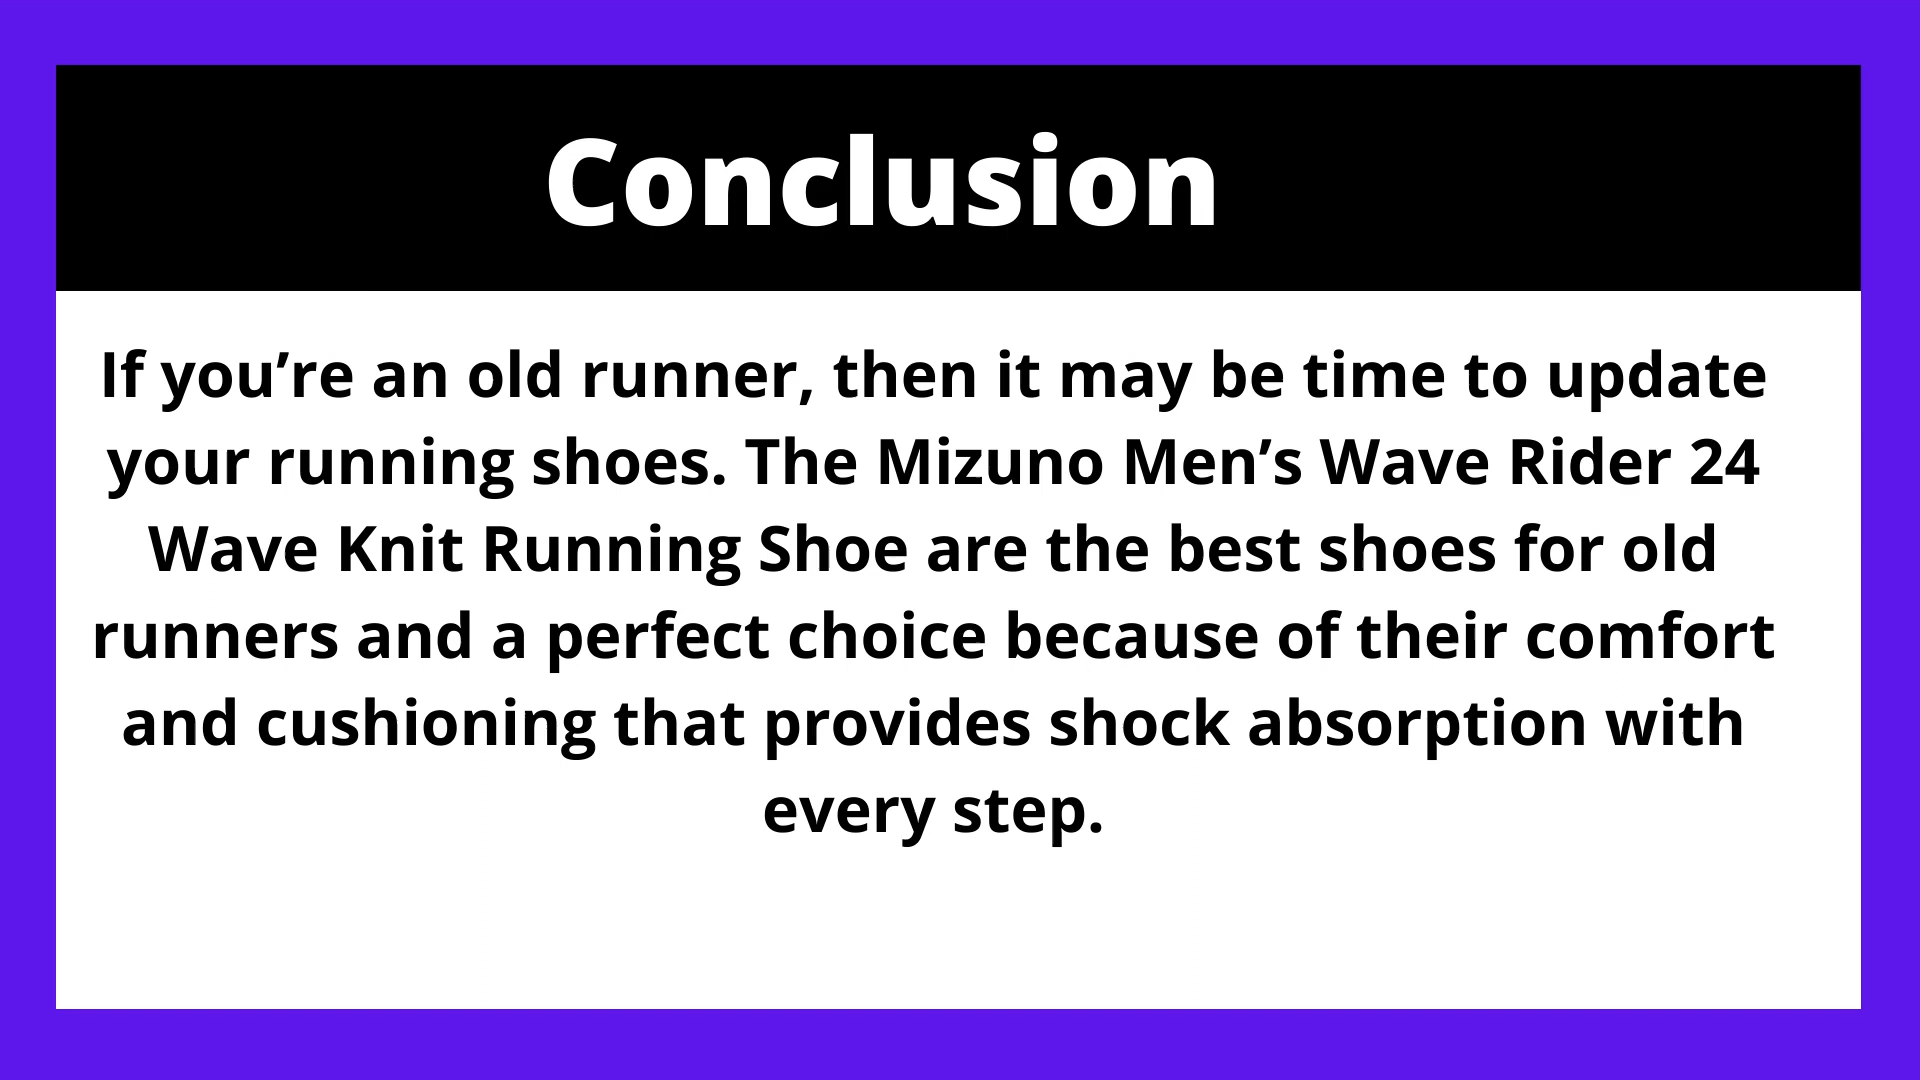 Conclusion
If you’re an old runner, then it may be time to update
your running shoes. The Mizuno Men’s Wave Rider 24
Wave Knit Running Shoe are the best shoes for old
runners and a perfect choice because of their comfort
and cushioning that provides shock absorption with
every step.